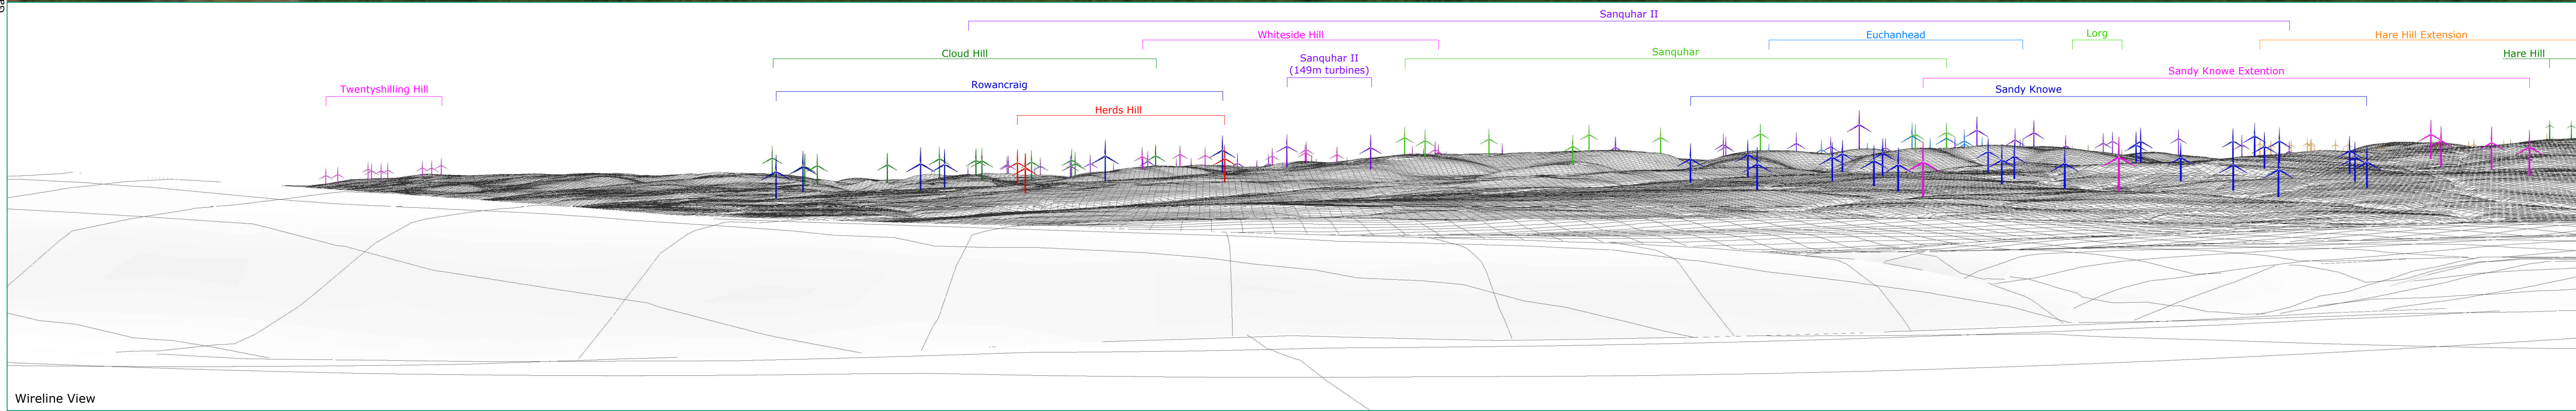 Sanquhar II
Whiteside Hill
Euchanhead
Lorg
Hare Hill Extension
Cloud Hill
Sanquhar II
(149m turbines)
Sanquhar
Hare Hill
Sandy Knowe Extention
Twentyshilling Hill
Rowancraig
Sandy Knowe
Herds Hill
Wireline View